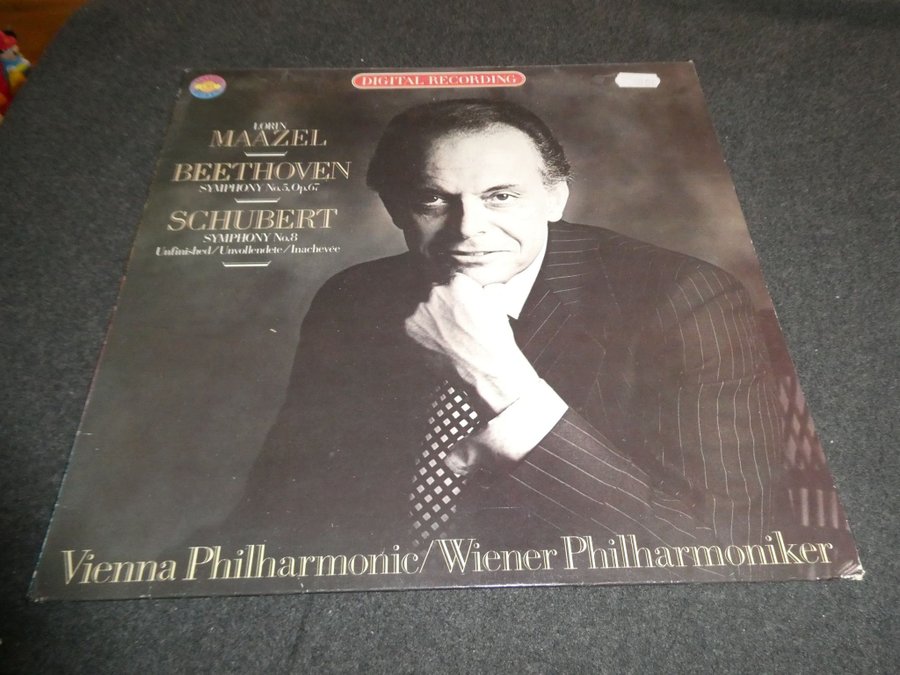 DIGITAL RECORDING
LORIN
MAAZEL
BEETHOVEN
SYMPHONY No.5, Op.67
SCHUBERT
SYMPHONY No.8
Unfinished/Unvollendete/Inachevée
Vienna Philharmonic/Wiener Philharmoniker